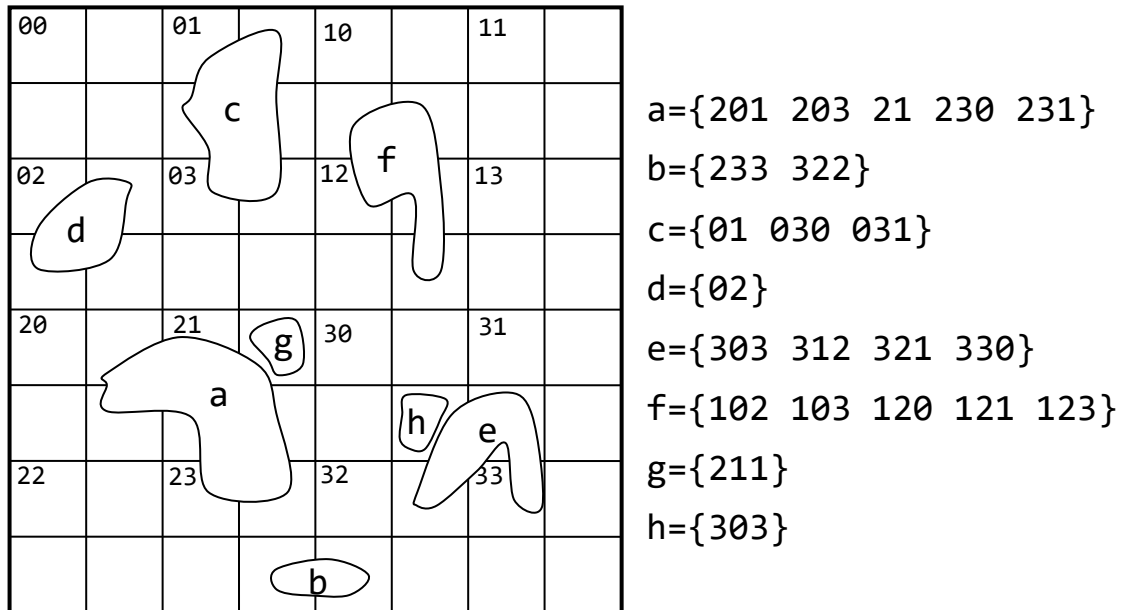 00 01 10 11
c
f
02 03 12 13
d
20 21 30 31
g
a
h e
22 23 32 33
b
a={201 203 21 230 231}
b={233 322}
c={01 030 031}
d={02}
e={303 312 321 330}
f={102 103 120 121 123}
g={211}
h={303}